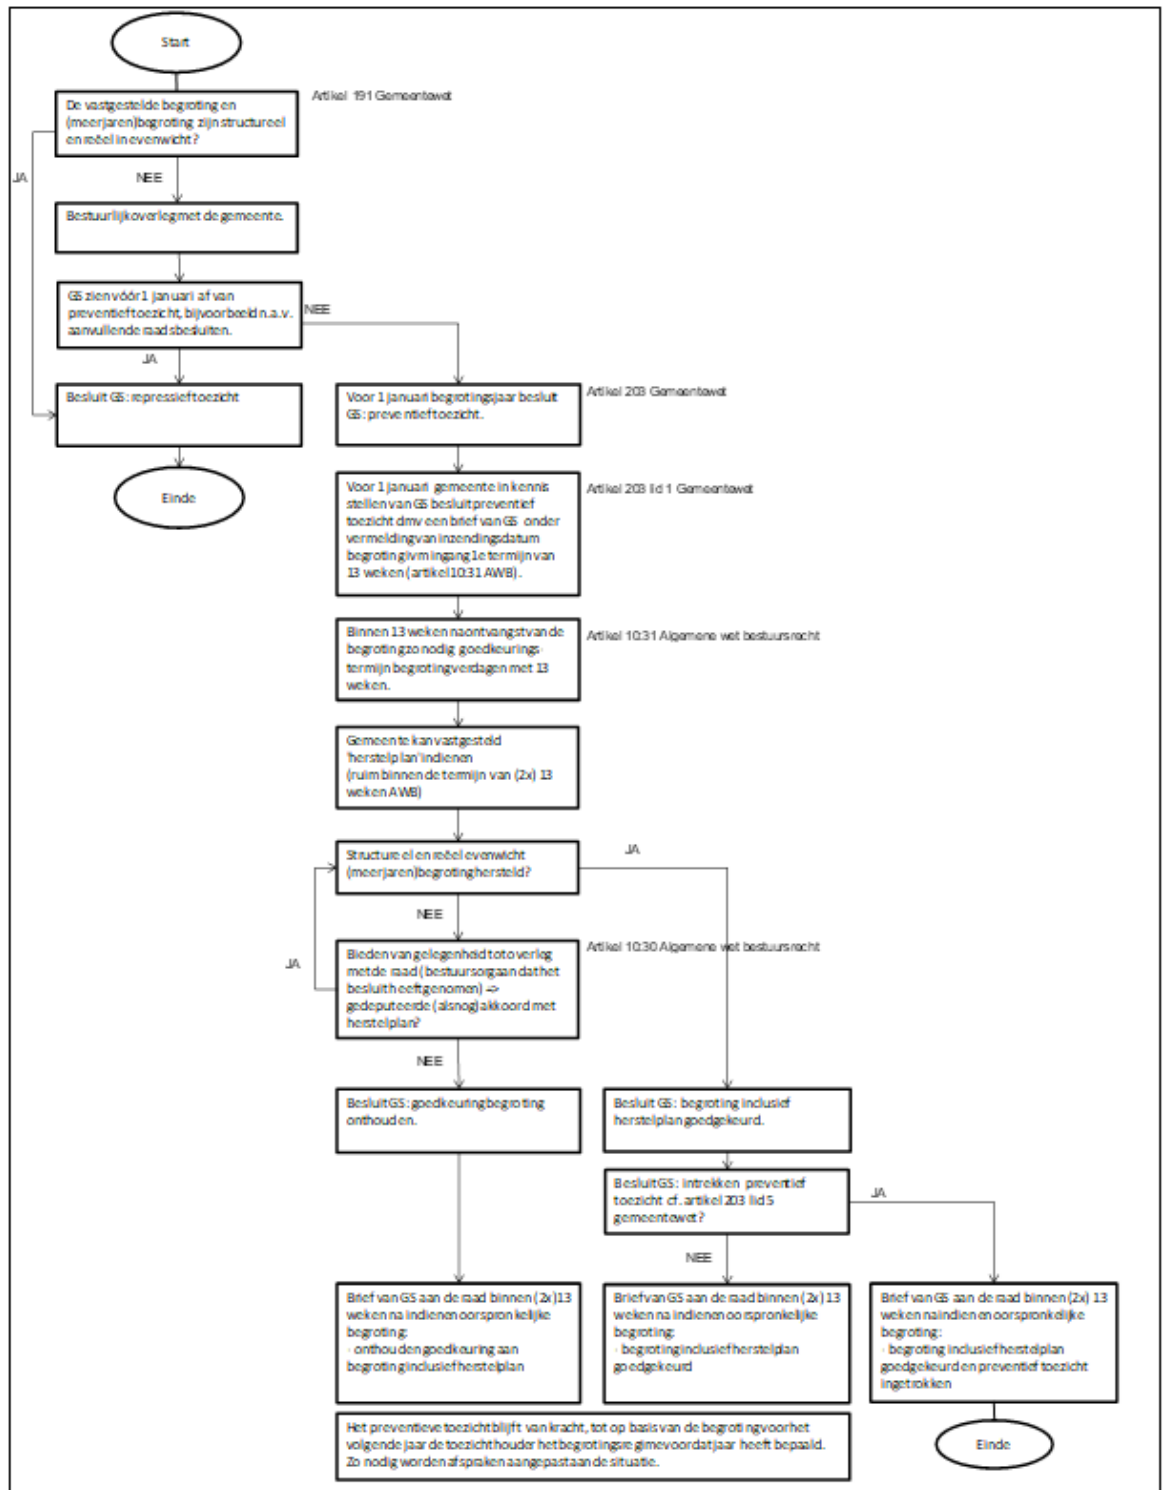 Start
Artikel 191 Gemeentewet
De vastgestelde begroting en
(meerjaren)begroting zijn structureel
en reëel in evenwicht?
JA
NEE
Bestuurlijk overleg met de gemeente.
GS zien vóór 1 januari af van
preventief toezicht, bijvoorbeeld n.a.v.
aanvullende raadsbesluiten.
NEE
JA
Besluit GS: repressief toezicht
Einde
Voor 1 januari begrotingsjaar besluit
GS: preventief toezicht.
Artikel 203 Gemeentewet
Voor 1 januari gemeente in kennis
stellen van GS besluit preventief
toezicht dmv een brief van GS onder
vermelding van inzendingsdatum
begroting ivm ingang 1e termijn van
13 weken (artikel 10:31 AWB).
Artikel 203 lid 1 Gemeentewet
Binnen 13 weken na ontvangst van de
begroting zo nodig goedkeurings-
termijn begroting verdagen met 13
weken.
Artikel 10:31 Algemene wet bestuursrecht
Gemeente kan vastgesteld
'herstelplan' indienen
(ruim binnen de termijn van (2x) 13
weken AWB)
Structureel en reëel evenwicht
(meerjaren)begroting hersteld?
JA
NEE
Bieden van gelegenheid tot overleg
met de raad (bestuursorgaan dat het
besluit heeft genomen) =>
gedeputeerde (alsnog) akkoord met
herstelplan?
Artikel 10:30 Algemene wet bestuursrecht
JA
NEE
Besluit GS: goedkeuring begroting
onthouden.
Besluit GS: begroting inclusief
herstelplan goedgekeurd.
Besluit GS: intrekken preventief
toezicht cf. artikel 203 lid 5
gemeentewet?
JA
NEE
Brief van GS aan de raad binnen (2x) 13
weken na indienen oorspronkelijke
begroting:
- onthouden goedkeuring aan
begroting inclusief herstelplan
Brief van GS aan de raad binnen (2x) 13
weken na indienen oorspronkelijke
begroting:
- begroting inclusief herstelplan
goedgekeurd
Brief van GS aan de raad binnen (2x) 13
weken na indienen oorspronkelijke
begroting:
- begroting inclusief herstelplan
goedgekeurd en preventief toezicht
ingetrokken
Het preventieve toezicht blijft van kracht, tot op basis van de begroting voor het
volgende jaar de toezichthouder het begrotingsregime voor dat jaar heeft bepaald.
Zo nodig worden afspraken aangepast aan de situatie.
Einde